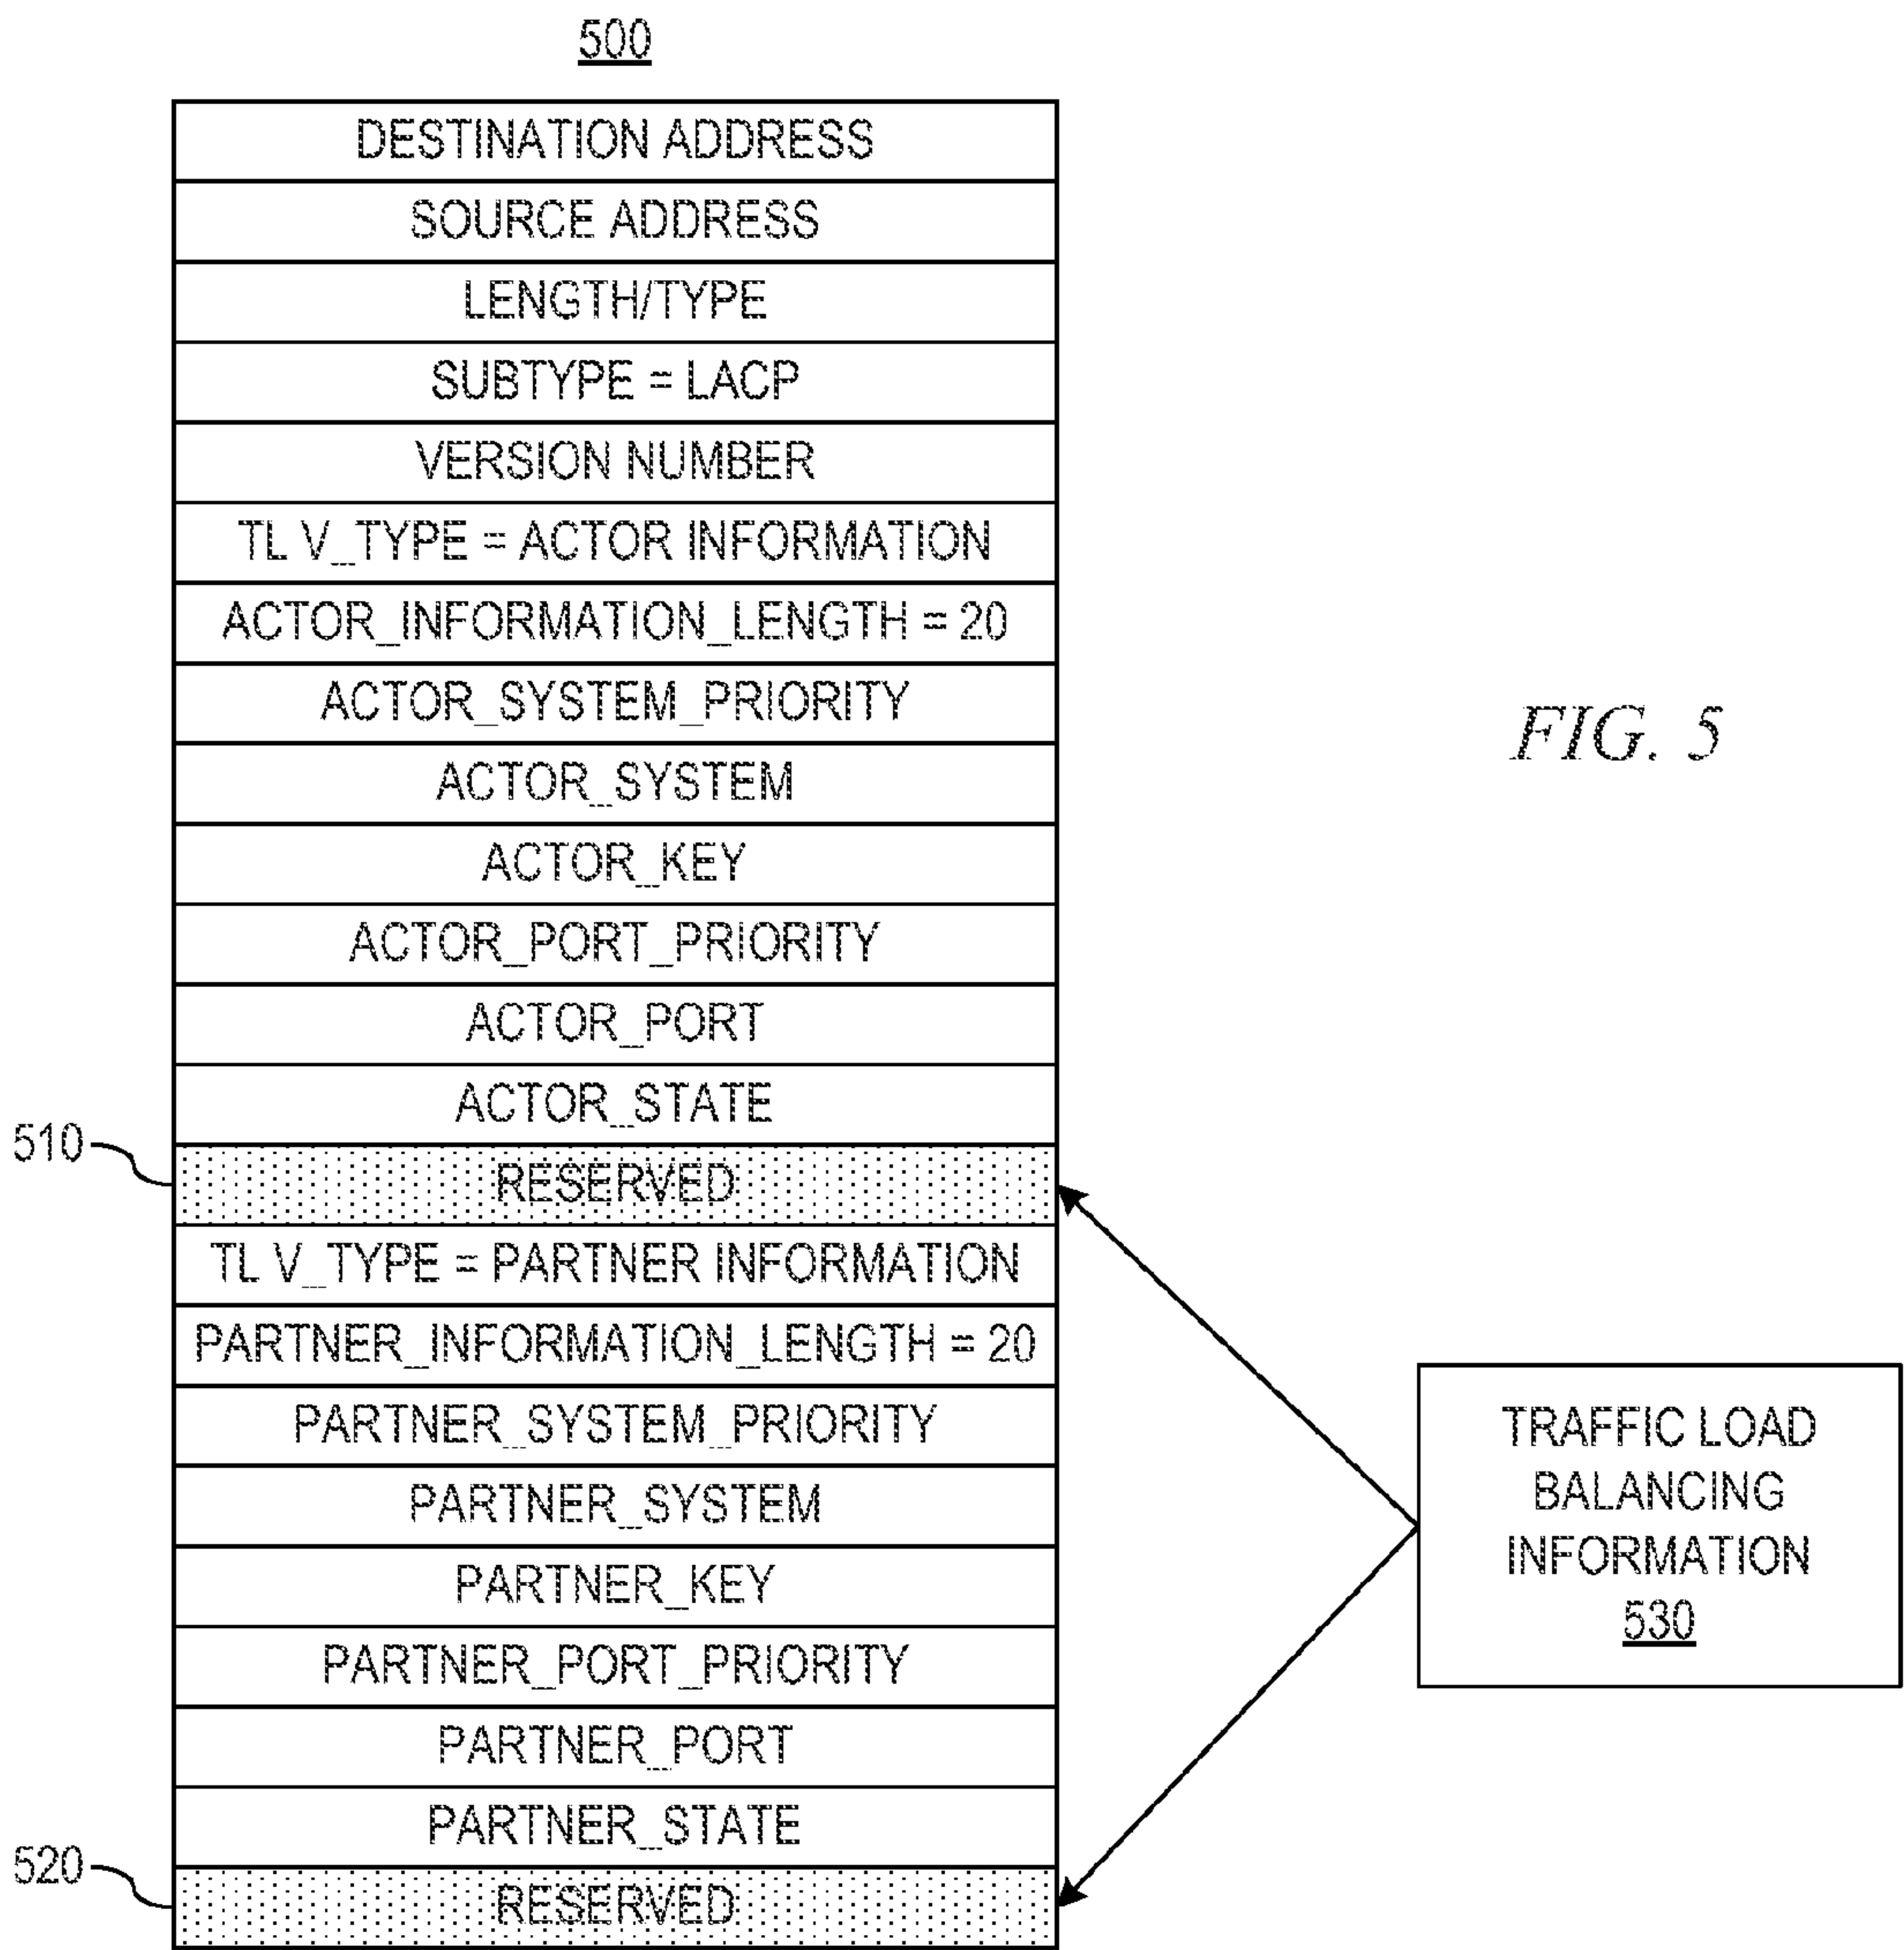 500
DESTINATION ADDRESS
SOURCE ADDRESS
LENGTH/TYPE
SUBTYPE = LACP
VERSION NUMBER
TL V_TYPE = ACTOR INFORMATION
ACTOR_INFORMATION_LENGTH = 20
ACTOR_SYSTEM_PRIORITY
ACTOR_SYSTEM
ACTOR_KEY
ACTOR_PORT_PRIORITY
ACTOR_PORT
ACTOR_STATE
510
RESERVED
TL V_TYPE = PARTNER INFORMATION
PARTNER_INFORMATION_LENGTH = 20
PARTNER_SYSTEM_PRIORITY
PARTNER_SYSTEM
PARTNER_KEY
PARTNER_PORT_PRIORITY
PARTNER_PORT
PARTNER_STATE
520
RESERVED
FIG. 5
TRAFFIC LOAD
BALANCING
INFORMATION
530